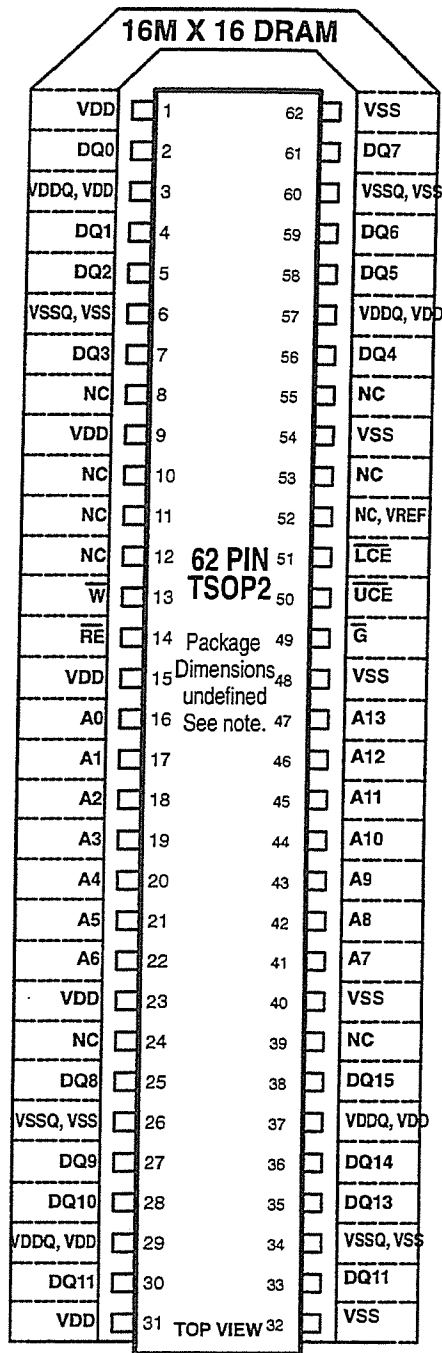 16M X 16 DRAM
VDD 1 62 VSS
DQ0 2 61 DQ7
VDDQ, VDD 3 60 VSSQ, VSS
DQ1 4 59 DQ6
DQ2 5 58 DQ5
VSSQ, VSS 6 57 VDDQ, VDD
DQ3 7 56 DQ4
NC 8 55 NC
VDD 9 54 VSS
NC 10 53 NC
NC 11 52 NC, VREF
NC 12 62 PIN 51 L̅C̅E̅
W̅ 13 TSOP2 50 U̅C̅E̅
R̅E̅ 14 Package 49 G̅
VDD 15 Dimensions 48 VSS
undefined
A0 16 See note. 47 A13
A1 17 46 A12
A2 18 45 A11
A3 19 44 A10
A4 20 43 A9
A5 21 42 A8
A6 22 41 A7
VDD 23 40 VSS
NC 24 39 NC
DQ8 25 38 DQ15
VSSQ, VSS 26 37 VDDQ, VDD
DQ9 27 36 DQ14
DQ10 28 35 DQ13
VDDQ, VDD 29 34 VSSQ, VSS
DQ11 30 33 DQ11
VDD 31 TOP VIEW 32 VSS